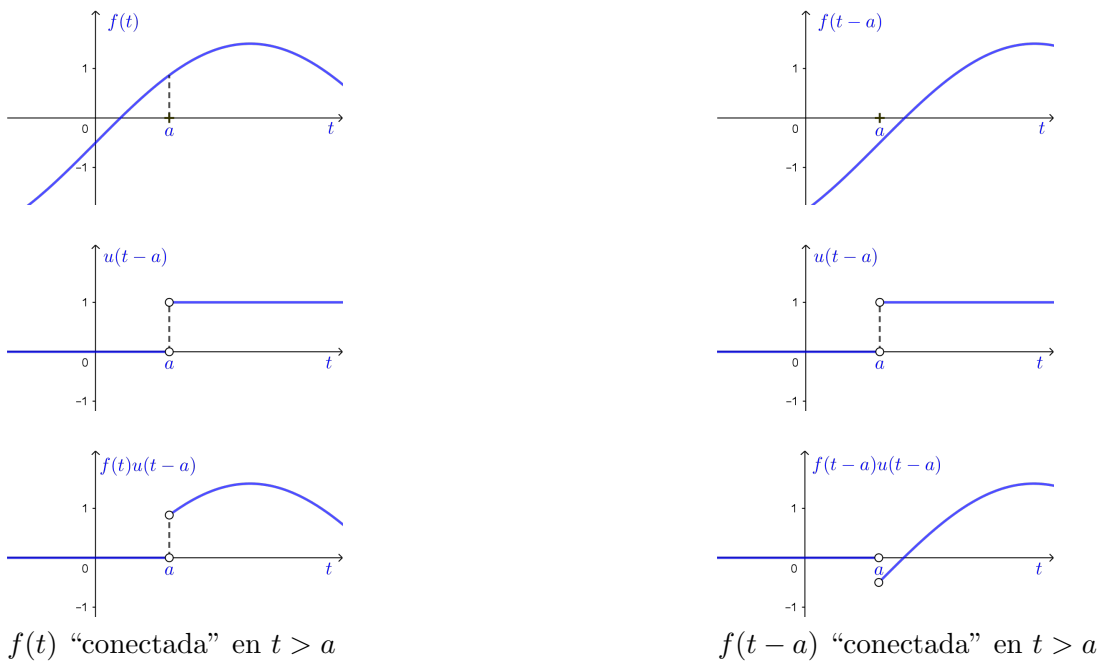 f(t)
1
0
a
t
−1
f(t−a)
1
0
a
t
−1
u(t − a)
1
0
a
t
−1
u(t − a)
1
0
a
t
−1
f(t)u(t − a)
1
0
a
t
−1
f(t−a)u(t−a)
1
0
a
t
−1
f(t) “conectada” en t > a
f(t − a) “conectada” en t > a